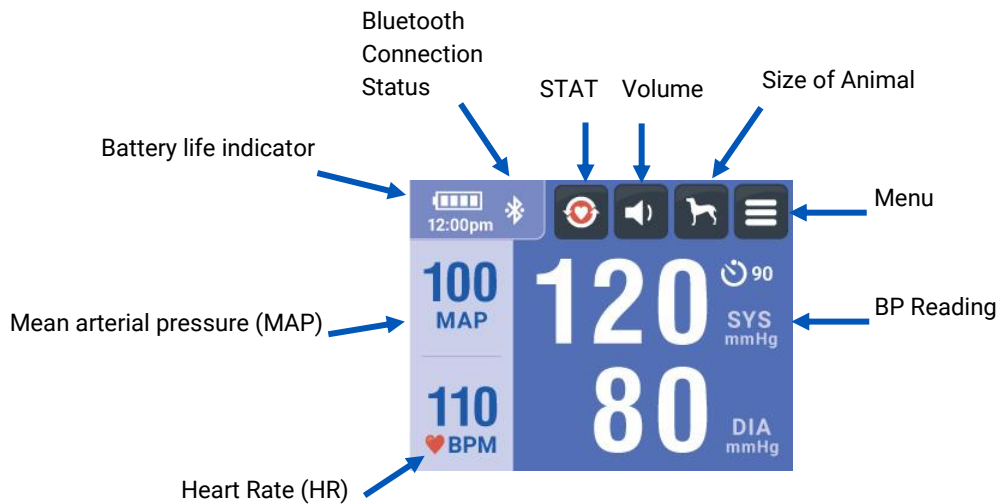 Bluetooth
Connection
Status
STAT
Volume
Size of Animal
Battery life indicator
Menu
12:00pm
100
MAP
120
90
SYS
mmHg
Mean arterial pressure (MAP)
BP Reading
110
BPM
80
DIA
mmHg
Heart Rate (HR)